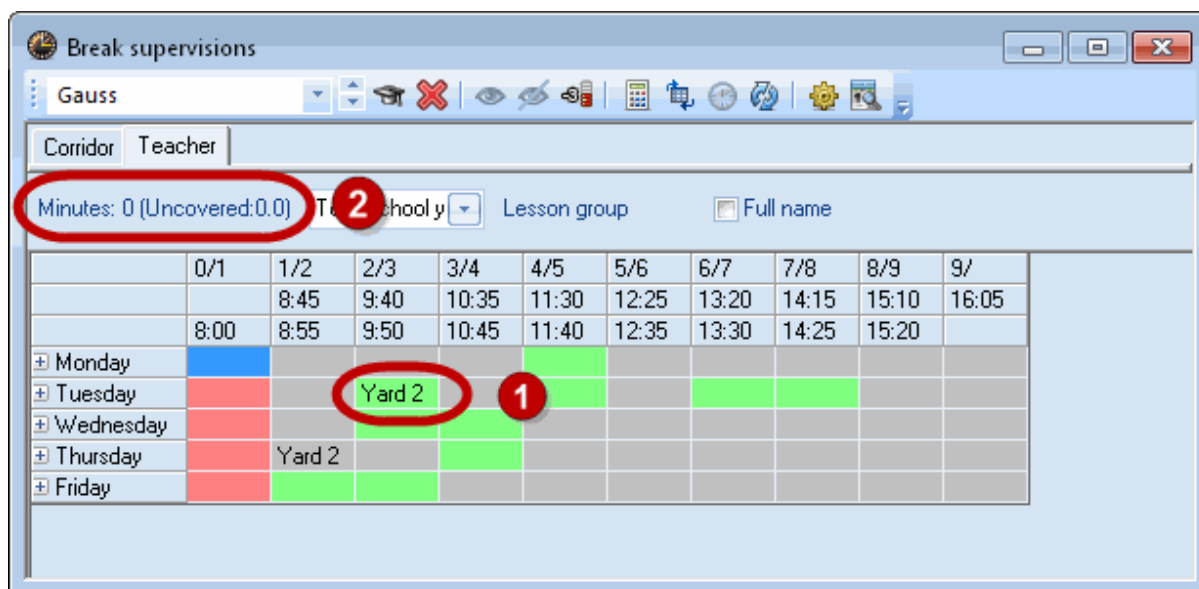 Break supervisions
Gauss
Corridor Teacher
Minutes: 0 (Uncovered:0.0) 2 hool y Lesson group Full name
0/1 1/2 2/3 3/4 4/5 5/6 6/7 7/8 8/9 9/
8:45 9:40 10:35 11:30 12:25 13:20 14:15 15:10 16:05
8:00 8:55 9:50 10:45 11:40 12:35 13:30 14:25 15:20
Monday
Tuesday Yard 2 1
Wednesday
Thursday Yard 2
Friday